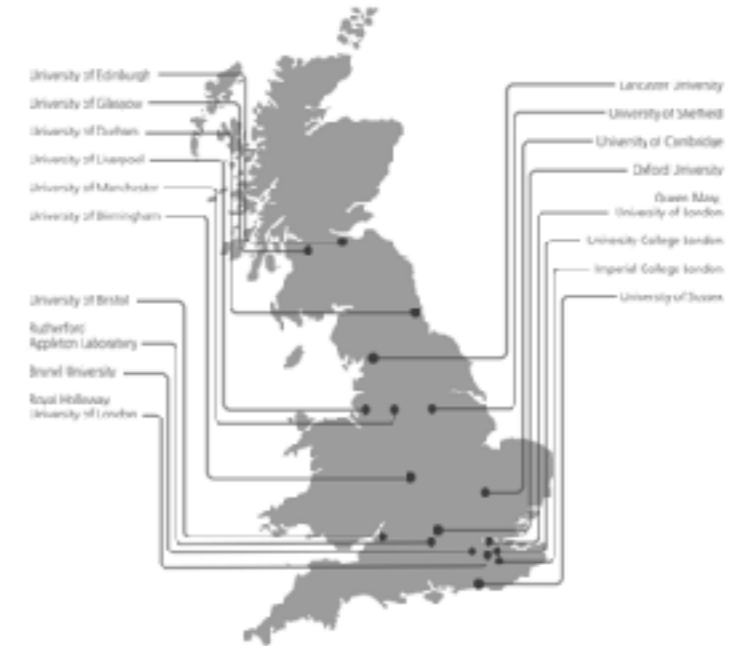 University of Edinburgh
University of Glasgow
University of Durham
University of Liverpool
University of Manchester
University of Birmingham
University of Bristol
Rutherford
Appleton Laboratory
Brunel University
Royal Holloway
University of London
Lancaster University
University of Sheffield
University of Cambridge
Oxford University
Queen Mary,
University of London
University College London
Imperial College London
University of Sussex